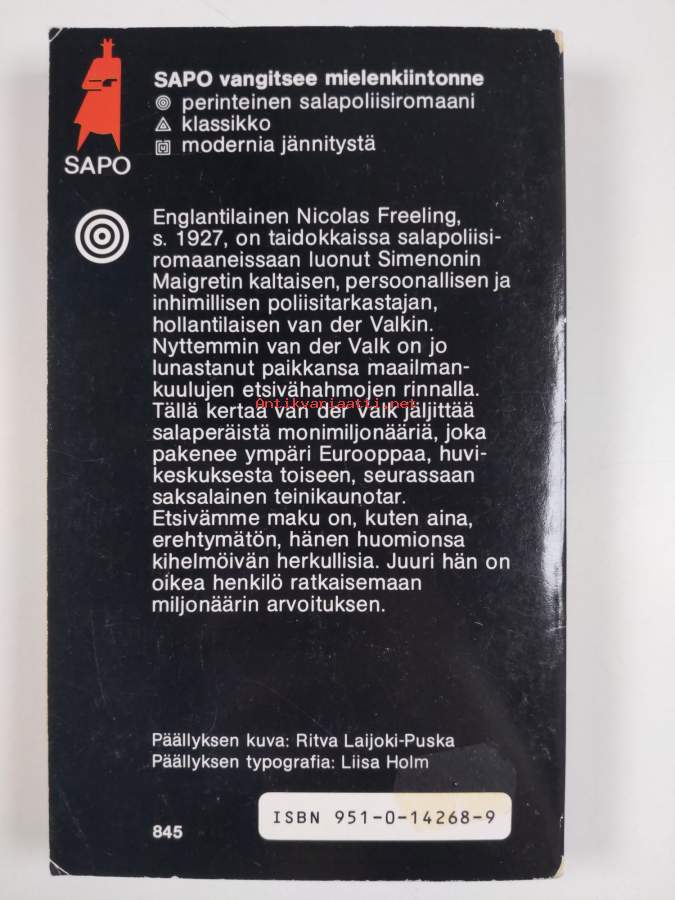 SAPO vangitsee mielenkiintonne
perinteinen salapoliisiromaani
klassikko
modernia jännitystä
SAPO
Englantilainen Nicolas Freeling,
s. 1927, on taidokkaissa salapoliisi-
romaaneissaan luonut Simenonin
Maigretin kaltaisen, persoonallisen ja
inhimillisen poliisitarkastajan,
hollantilaisen van der Valkin.
Nyttemmin van der Valk on jo
lunastanut paikkansa maailman-
kuulujen etsivähahmojen rinnalla.
Antikvariaatti.net
Tällä kertaa van der Valk jäljittää
salaperäistä monimiljonääriä, joka
pakenee ympäri Eurooppaa, huvi-
keskuksesta toiseen, seurassaan
saksalainen teinikaunotar.
Etsivämme maku on, kuten aina,
erehtymätön, hänen huomionsa
kihelmöivän herkullisia. Juuri hän on
oikea henkilö ratkaisemaan
miljonäärin arvoituksen.
Päällyksen kuva: Ritva Laijoki-Puska
Päällyksen typografia: Liisa Holm
845
ISBN 951-0-14268-9